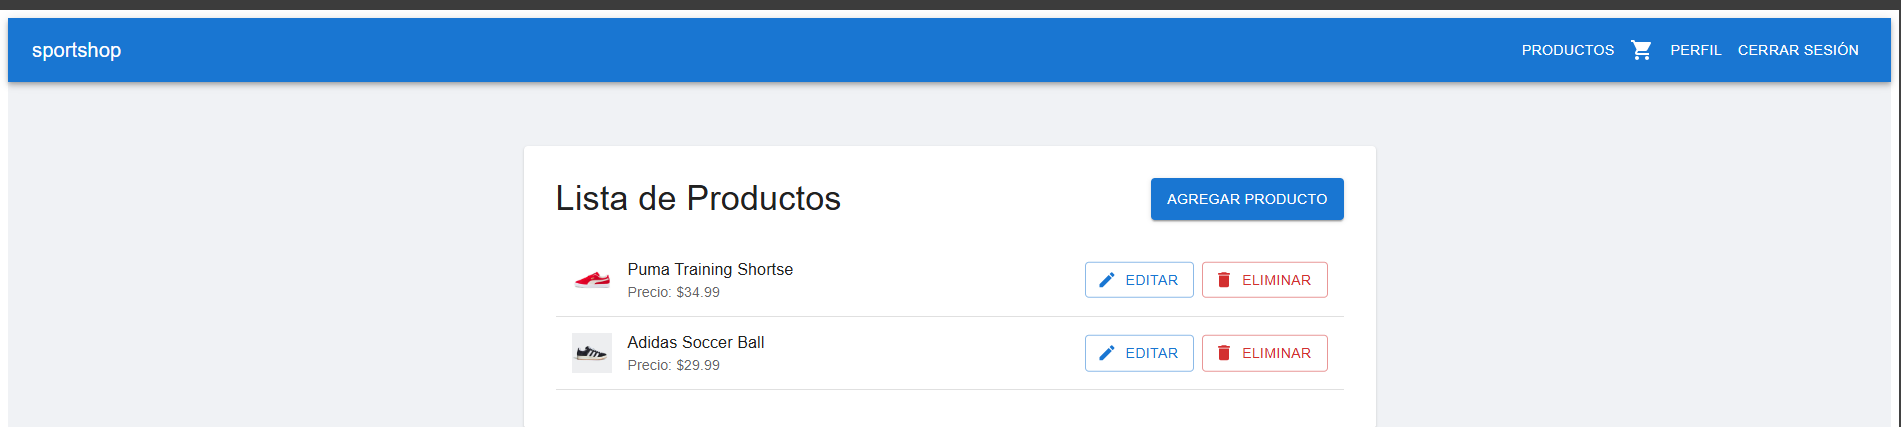 sportshop PRODUCTOS PERFIL CERRAR SESIÓN
Lista de Productos AGREGAR PRODUCTO
Puma Training Shortse
Precio: $34.99
EDITAR ELIMINAR
Adidas Soccer Ball
Precio: $29.99
EDITAR ELIMINAR